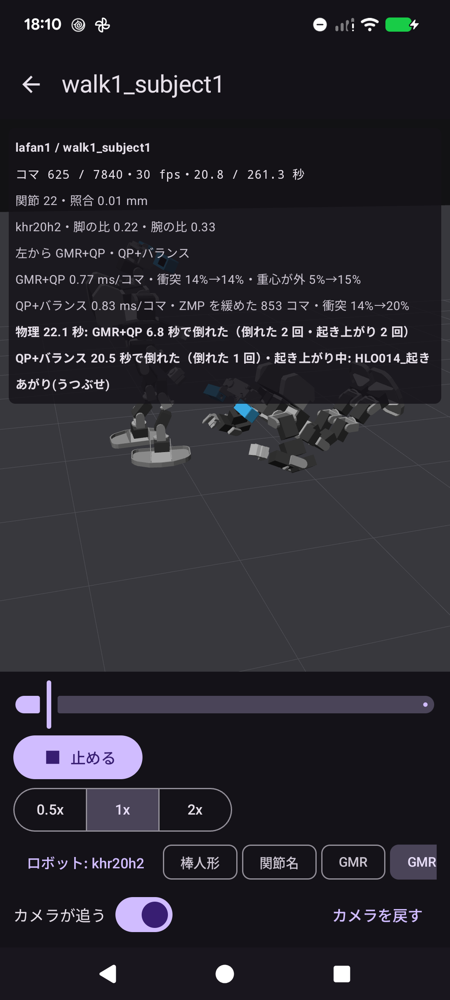 18:10
walk1_subject1
lafan1 / walk1_subject1
コマ 625 / 7840・30 fps・20.8 / 261.3 秒
関節 22・照合 0.01 mm
khr20h2・脚の比 0.22・腕の比 0.33
左から GMR+QP・QP+バランス
GMR+QP 0.77 ms/コマ・衝突 14%→14%・重心が外 5%→15%
QP+バランス 0.83 ms/コマ・ZMP を緩めた 853 コマ・衝突 14%→20%
物理 22.1 秒: GMR+QP 6.8 秒で倒れた（倒れた 2 回・起き上がり 2 回）
QP+バランス 20.5 秒で倒れた（倒れた 1 回）・起き上がり中: HLO014_起き
あがり(うつぶせ)
止める
0.5x 1x 2x
ロボット: khr20h2 棒人形 関節名 GMR GMR
カメラが追う カメラを戻す